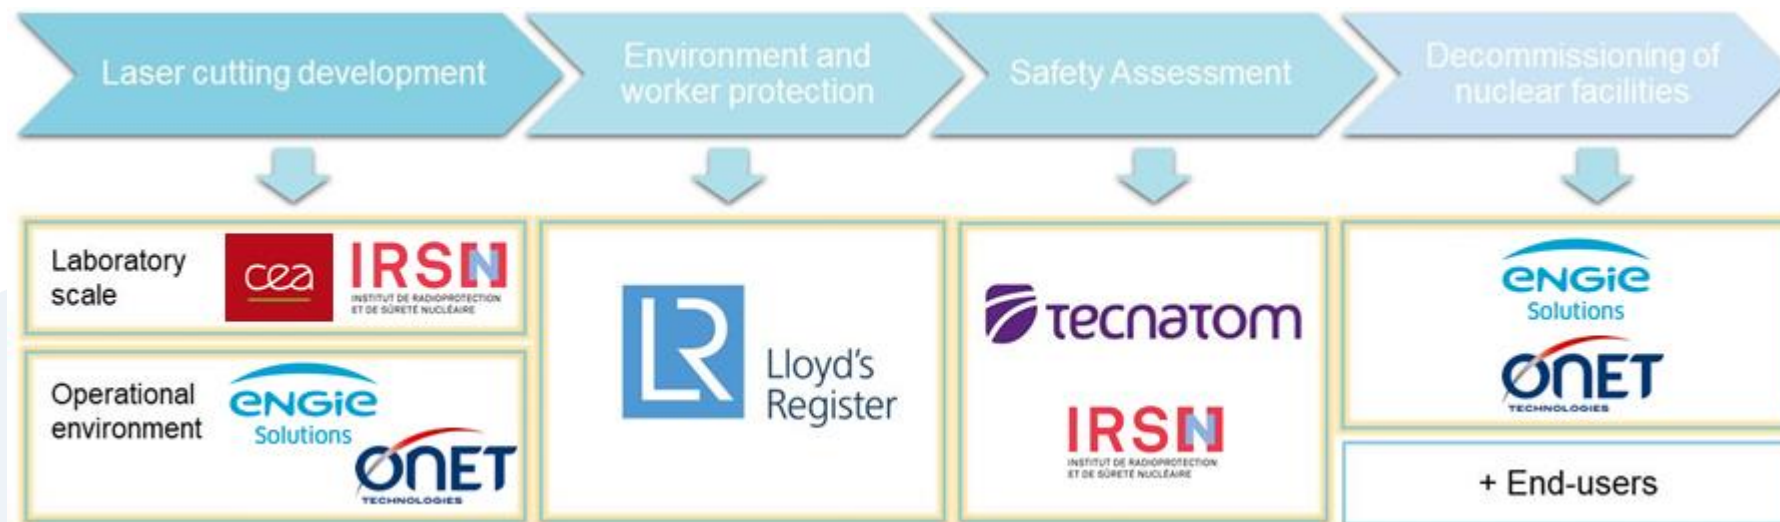 Laser cutting development
Environment and
worker protection
Safety Assessment
Decommissioning of
nuclear facilities
Laboratory
scale
cea
IRSN
INSTITUT DE RADIOPROTECTION
ET DE SÛRETÉ NUCLÉAIRE
Operational
environment
ENGiE
Solutions
ONET
TECHNOLOGIES
LR
Lloyd's
Register
tecnatom
IRSN
INSTITUT DE RADIOPROTECTION
ET DE SÛRETÉ NUCLÉAIRE
ENGiE
Solutions
ONET
TECHNOLOGIES
+ End-users